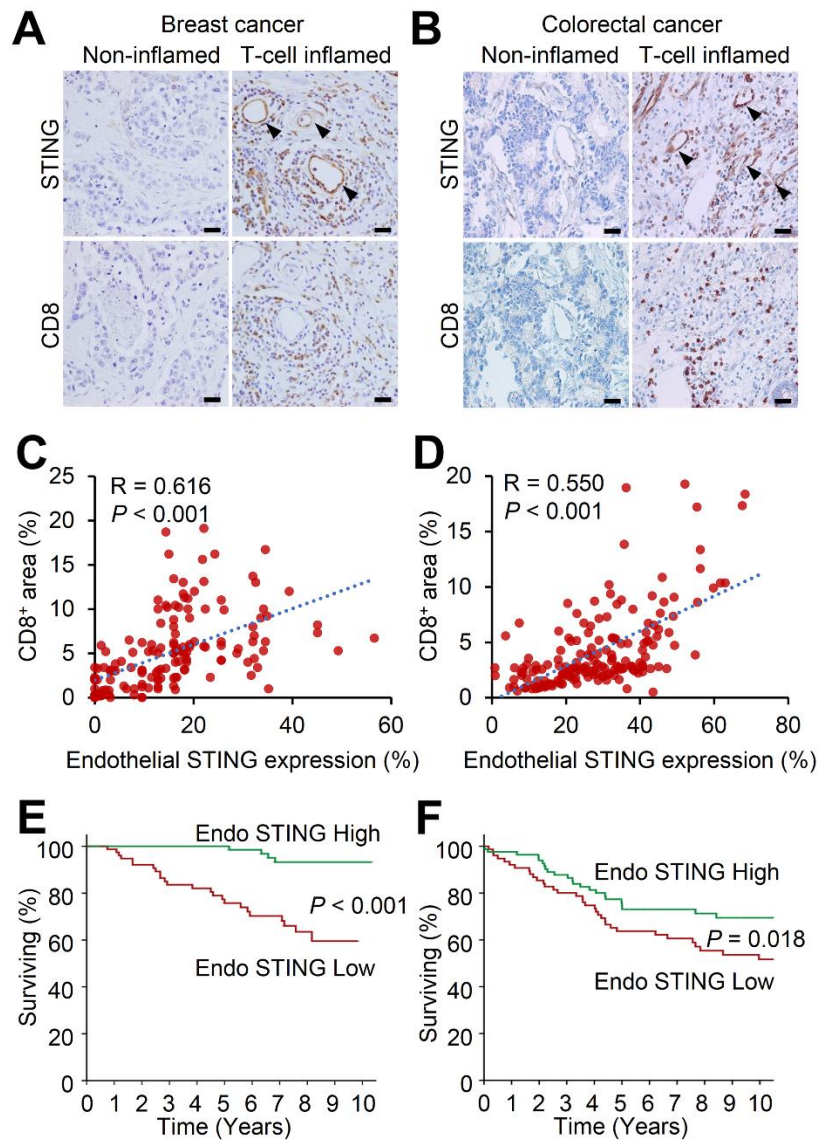 A
Breast cancer
Non-inflamed T-cell inflamed
STING
CD8
B
Colorectal cancer
Non-inflamed T-cell inflamed
STING
CD8
C
R = 0.616
P < 0.001
CD8+ area (%)
25
20
15
10
5
0
0 20 40 60
Endothelial STING expression (%)
D
R = 0.550
P < 0.001
CD8+ area (%)
20
15
10
5
0
0 20 40 60 80
Endothelial STING expression (%)
E
Endo STING High
P < 0.001
Endo STING Low
Surviving (%)
100
80
60
40
20
0
0 1 2 3 4 5 6 7 8 9 10
Time (Years)
F
Endo STING High
P = 0.018
Endo STING Low
Surviving (%)
100
80
60
40
20
0
0 1 2 3 4 5 6 7 8 9 10
Time (Years)